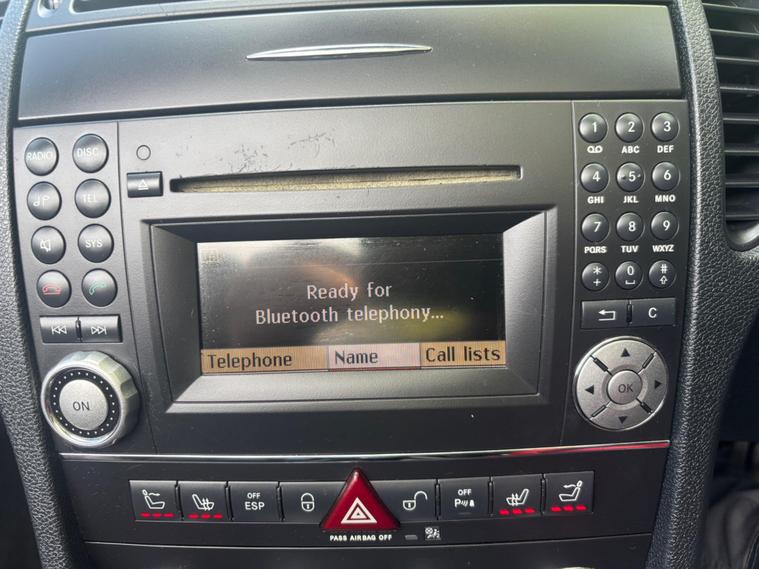 RADIO
DISC
TEL
SYS
ON
Ready for
Bluetooth telephony...
Telephone Name Call lists
1 2 3
ABC DEF
4 5 6
GHI JKL MNO
7 8 9
PQRS TUV WXYZ
* 0 #
+
C
OK
OFF
ESP
OFF
P
PASS AIRBAG OFF